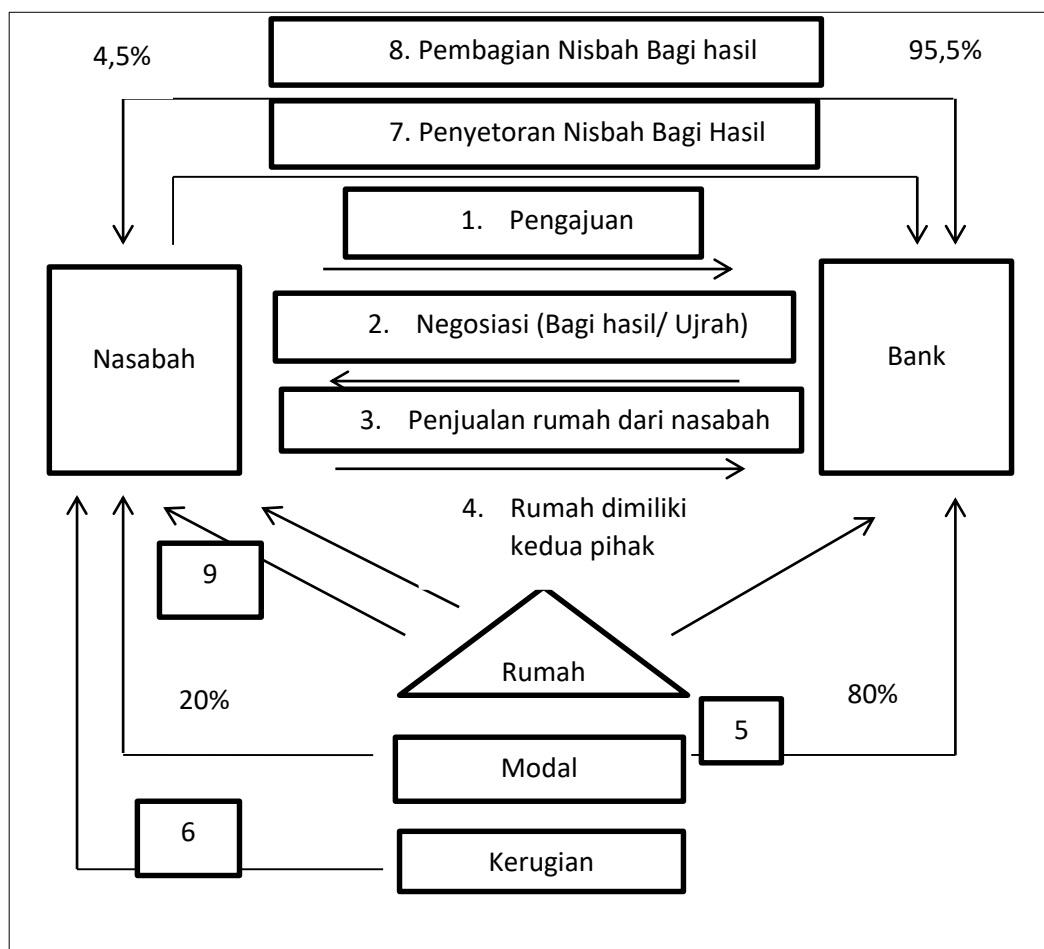 4,5%
8. Pembagian Nisbah Bagi hasil
95,5%
7. Penyetoran Nisbah Bagi Hasil
1. Pengajuan
2. Negosiasi (Bagi hasil/ Ujrah)
Nasabah
Bank
3. Penjualan rumah dari nasabah
4. Rumah dimiliki
kedua pihak
9
Rumah
20%
80%
5
Modal
6
Kerugian